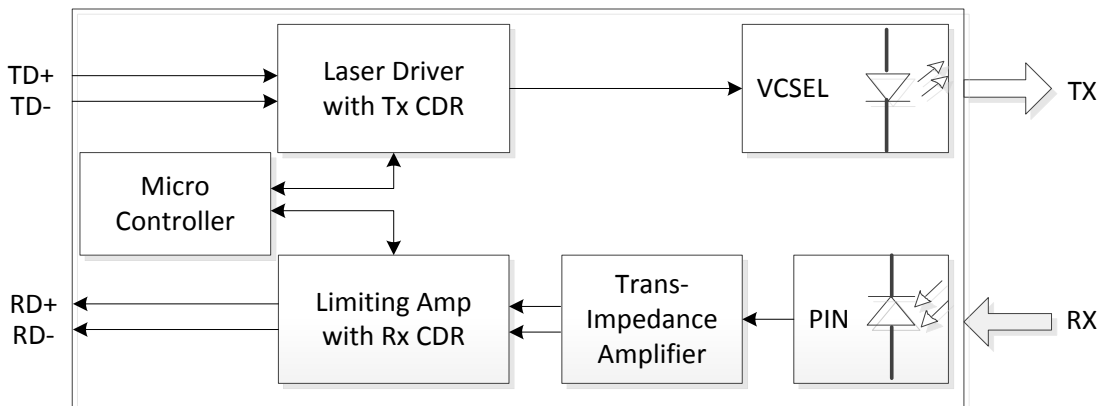 TD+
TD-
Laser Driver
with Tx CDR
VCSEL
TX
Micro
Controller
RD+
RD-
Limiting Amp
with Rx CDR
Trans-
Impedance
Amplifier
PIN
RX